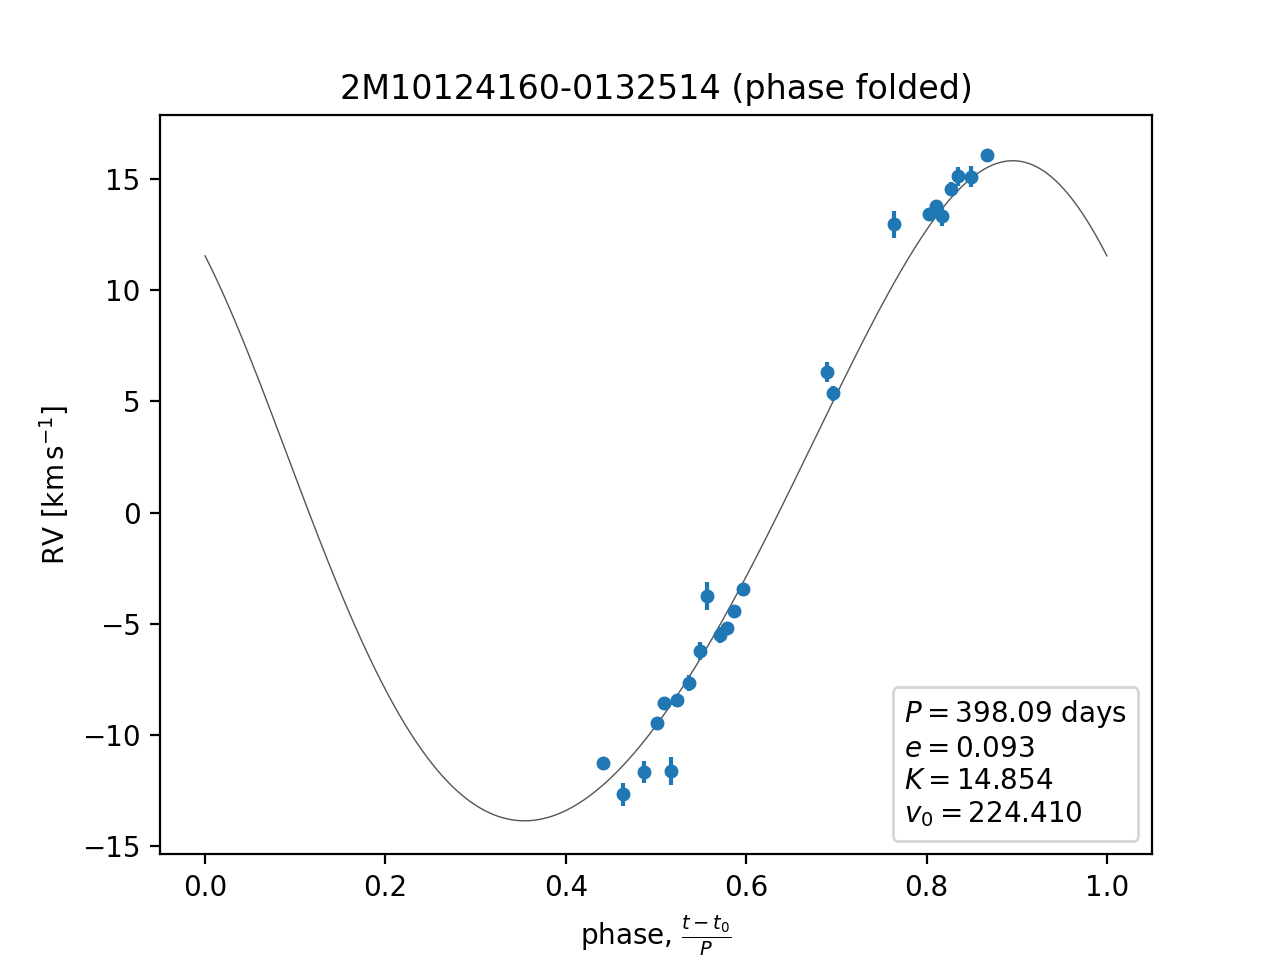 2M10124160-0132514 (phase folded)
RV [km s⁻¹]
15
10
5
0
−5
−10
−15
P = 398.09 days
e = 0.093
K = 14.854
v₀ = 224.410
0.0 0.2 0.4 0.6 0.8 1.0
phase, (t − t₀)/P